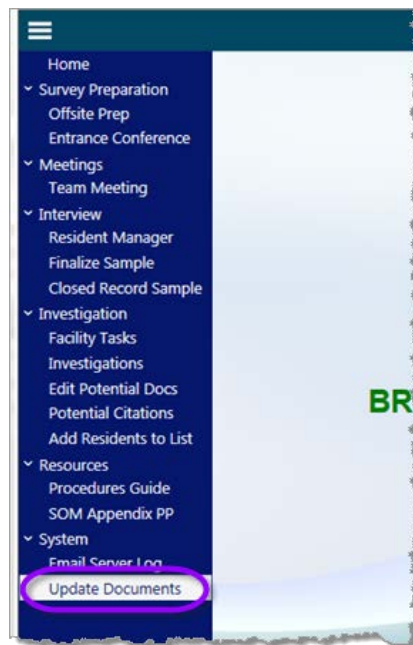 Home
Survey Preparation
Offsite Prep
Entrance Conference
Meetings
Team Meeting
Interview
Resident Manager
Finalize Sample
Closed Record Sample
Investigation
Facility Tasks
Investigations
Edit Potential Docs
Potential Citations
Add Residents to List
BR
Resources
Procedures Guide
SOM Appendix PP
System
Email Server Log
Update Documents